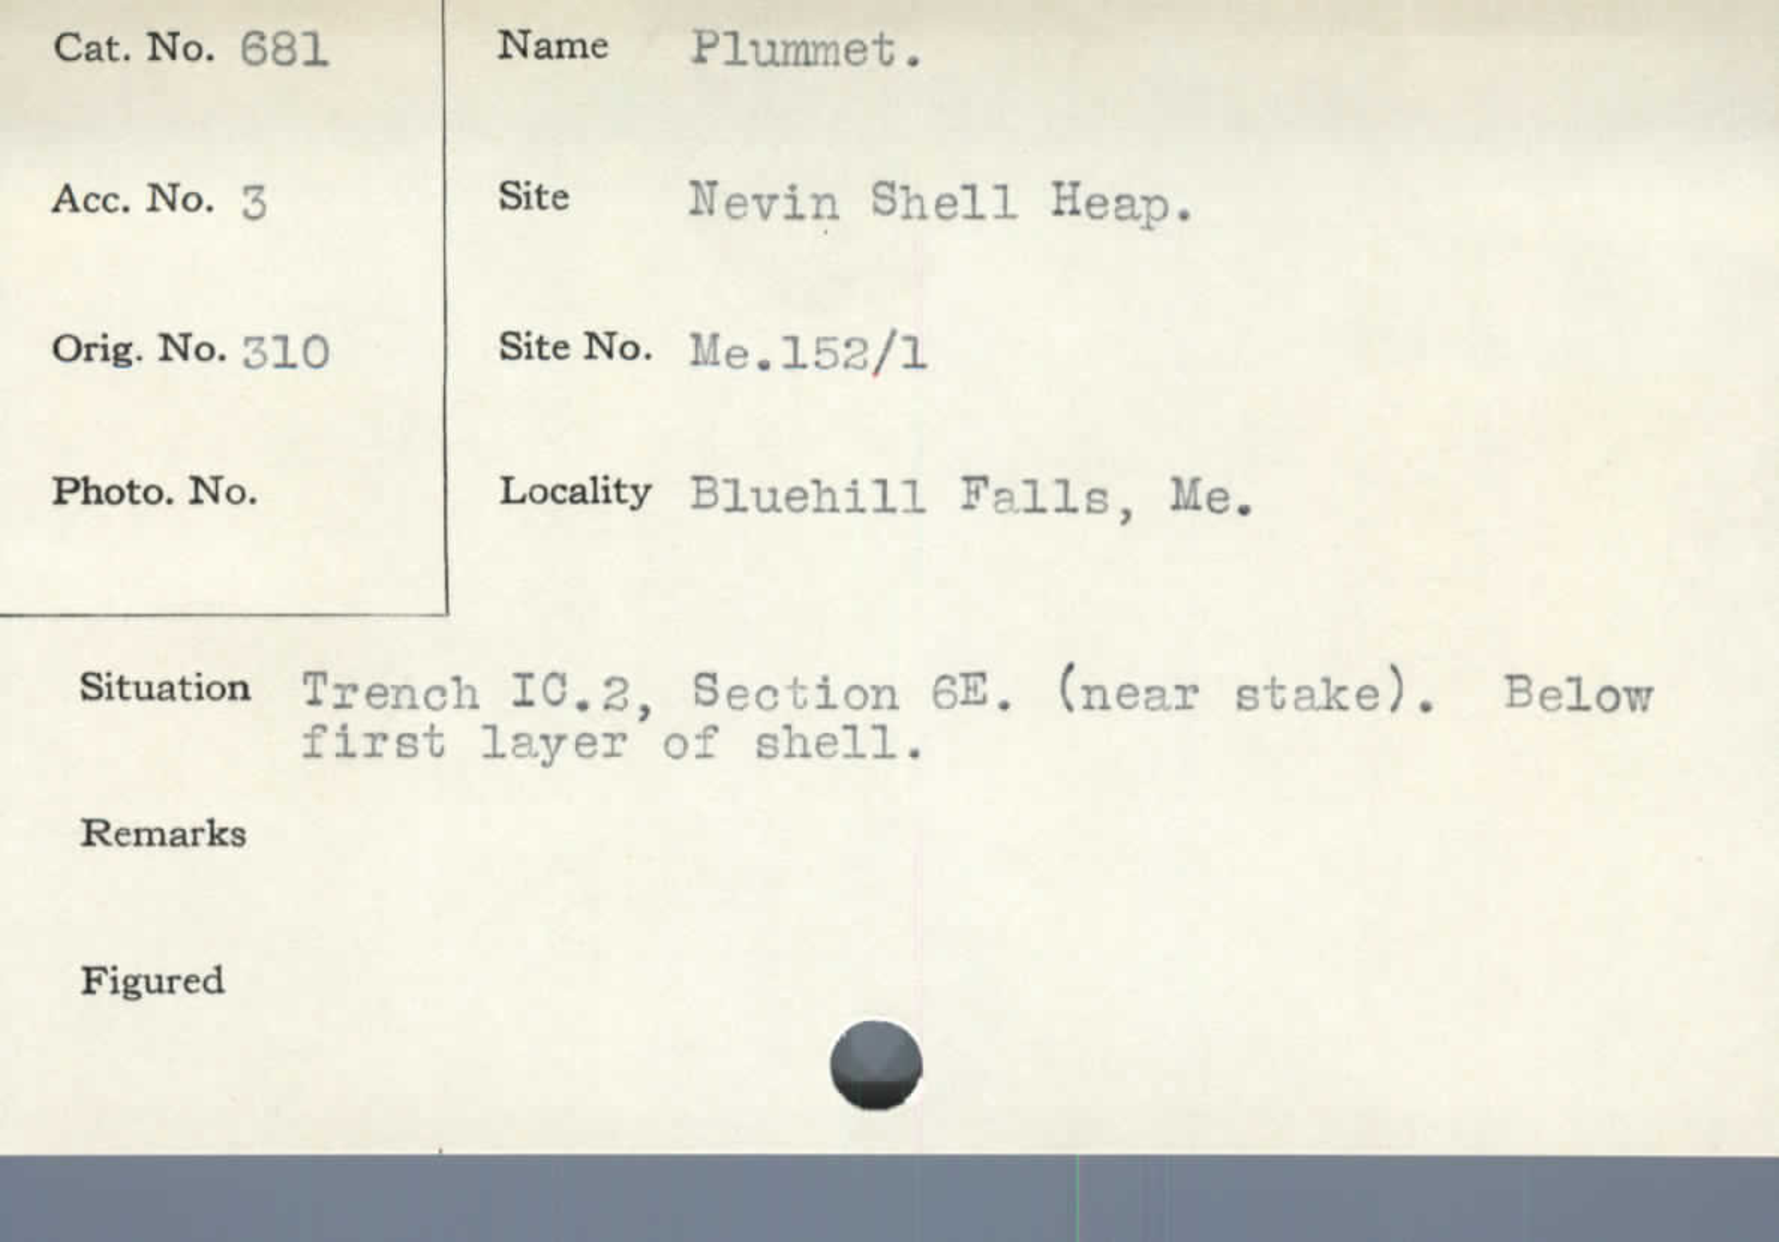 Cat. No. 681
Name Plummet.
Acc. No. 3
Site Nevin Shell Heap.
Orig. No. 310
Site No. Me.152/1
Photo. No.
Locality Bluehill Falls, Me.
Situation Trench IC.2, Section 6E. (near stake). Below
first layer of shell.
Remarks
Figured